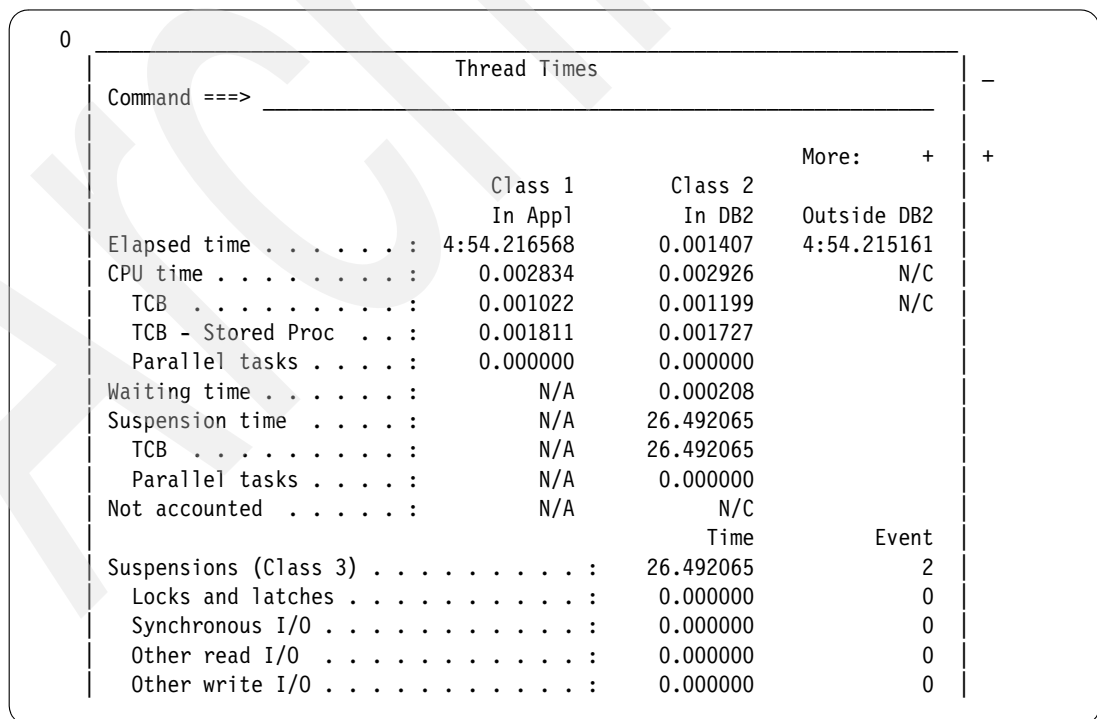 0
Thread Times
Command ===> ________________________________________________________ _
More: + +
Class 1 Class 2
In Appl In DB2 Outside DB2
Elapsed time . . . . . . : 4:54.216568 0.001407 4:54.215161
CPU time . . . . . . . . . : 0.002834 0.002926 N/C
TCB . . . . . . . . . : 0.001022 0.001199 N/C
TCB - Stored Proc . . : 0.001811 0.001727
Parallel tasks . . . . : 0.000000 0.000000
Waiting time . . . . . . : N/A 0.000208
Suspension time . . . . : N/A 26.492065
TCB . . . . . . . . . : N/A 26.492065
Parallel tasks . . . . : N/A 0.000000
Not accounted . . . . . : N/A N/C
Time Event
Suspensions (Class 3) . . . . . . . . . . : 26.492065 2
Locks and latches . . . . . . . . . . . : 0.000000 0
Synchronous I/O . . . . . . . . . . . . : 0.000000 0
Other read I/O . . . . . . . . . . . . : 0.000000 0
Other write I/O . . . . . . . . . . . . : 0.000000 0